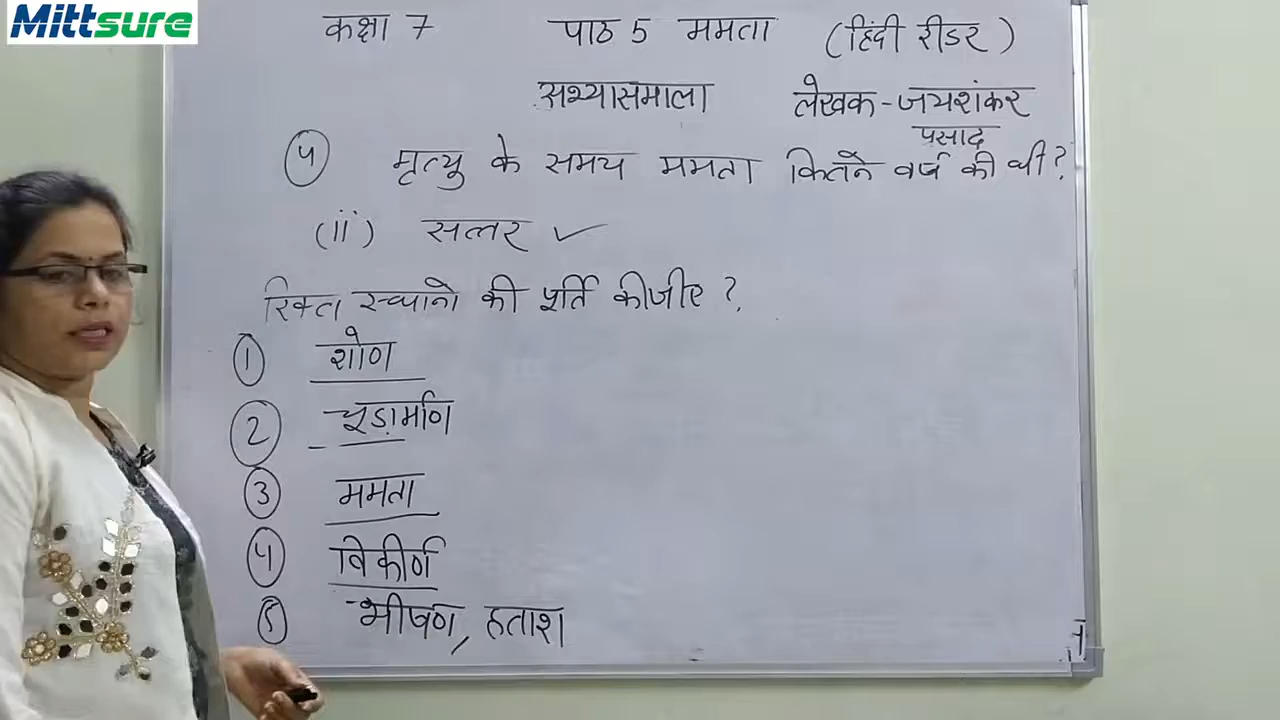 Mittsure
कक्षा 7 पाठ 5 ममता (हिंदी रीडर)
सभ्यासमाला लेखक-जयशंकर
प्रसाद
५ मृत्यु के समय ममता कितने वर्ष की थी?
(ii) सत्तर ✓
रिक्त स्थानो की पूर्ति कीजीए ?
1 शोण
2 चूड़ामणि
3 ममता
4 विकीर्ण
5 भीषण, हताश